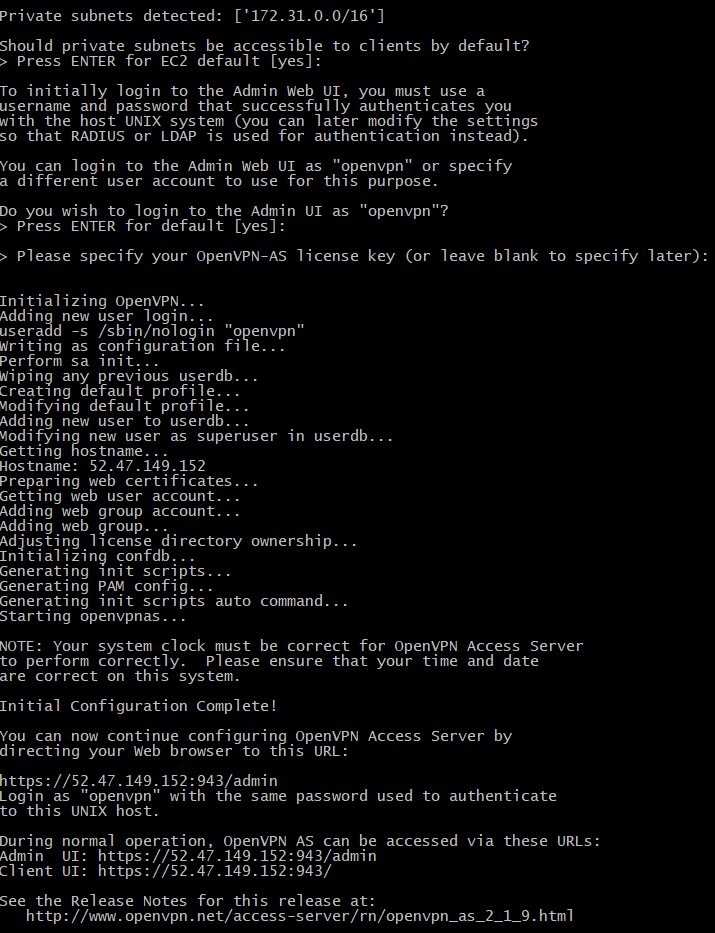 Private subnets detected: ['172.31.0.0/16']
Should private subnets be accessible to clients by default?
> Press ENTER for EC2 default [yes]:
To initially login to the Admin Web UI, you must use a
username and password that successfully authenticates you
with the host UNIX system (you can later modify the settings
so that RADIUS or LDAP is used for authentication instead).
You can login to the Admin Web UI as "openvpn" or specify
a different user account to use for this purpose.
Do you wish to login to the Admin UI as "openvpn"?
> Press ENTER for default [yes]:
> Please specify your OpenVPN-AS license key (or leave blank to specify later):
Initializing OpenVPN...
Adding new user login...
useradd -s /sbin/nologin "openvpn"
Writing as configuration file...
Perform sa init...
Wiping any previous userdb...
Creating default profile...
Modifying default profile...
Adding new user to userdb...
Modifying new user as superuser in userdb...
Getting hostname...
Hostname: 52.47.149.152
Preparing web certificates...
Getting web user account...
Adding web group account...
Adding web group...
Adjusting license directory ownership...
Initializing confdb...
Generating init scripts...
Generating PAM config...
Generating init scripts auto command...
Starting openvpnas...
NOTE: Your system clock must be correct for OpenVPN Access Server
to perform correctly.  Please ensure that your time and date
are correct on this system.
Initial Configuration Complete!
You can now continue configuring OpenVPN Access Server by
directing your Web browser to this URL:
https://52.47.149.152:943/admin
Login as "openvpn" with the same password used to authenticate
to this UNIX host.
During normal operation, OpenVPN AS can be accessed via these URLs:
Admin  UI: https://52.47.149.152:943/admin
Client UI: https://52.47.149.152:943/
See the Release Notes for this release at:
http://www.openvpn.net/access-server/rn/openvpn_as_2_1_9.html